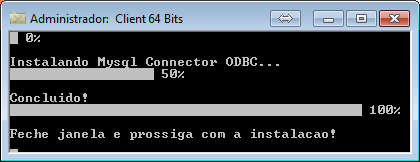 Administrador: Client 64 Bits
0%
Instalando Mysql Connector ODBC...
50%
Concluido!
100%
Feche janela e prossiga com a instalacao!